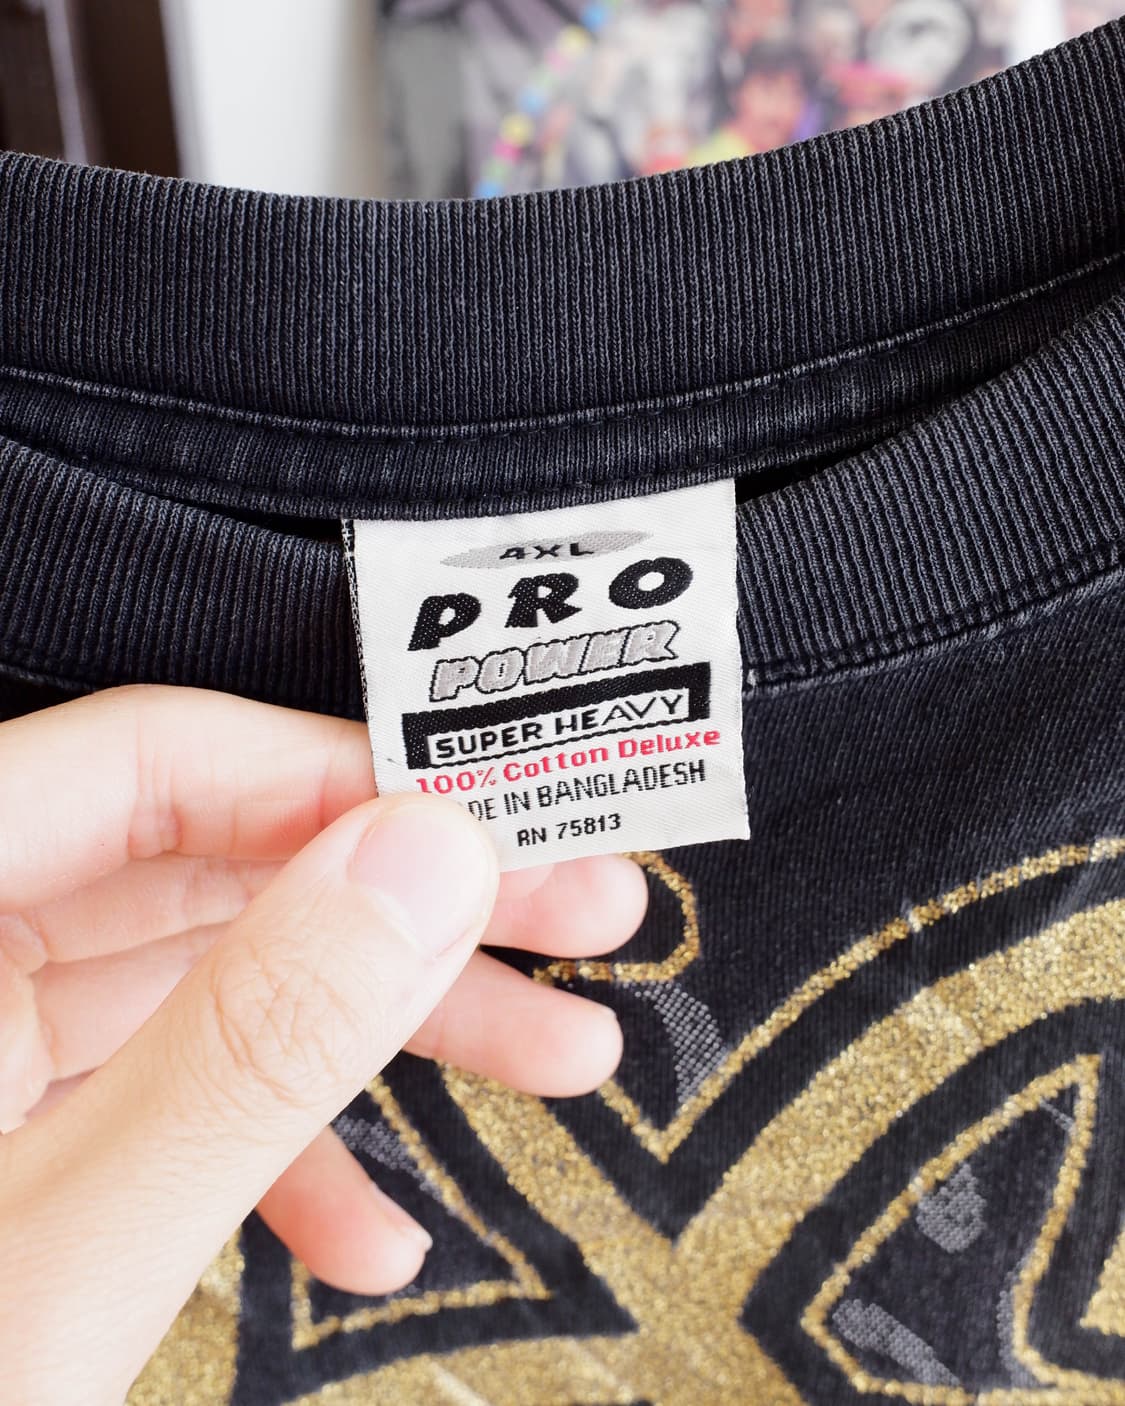 4XL
PRO
POWER
SUPER HEAVY
100% Cotton Deluxe
DE IN BANGLADESH
RN 75813